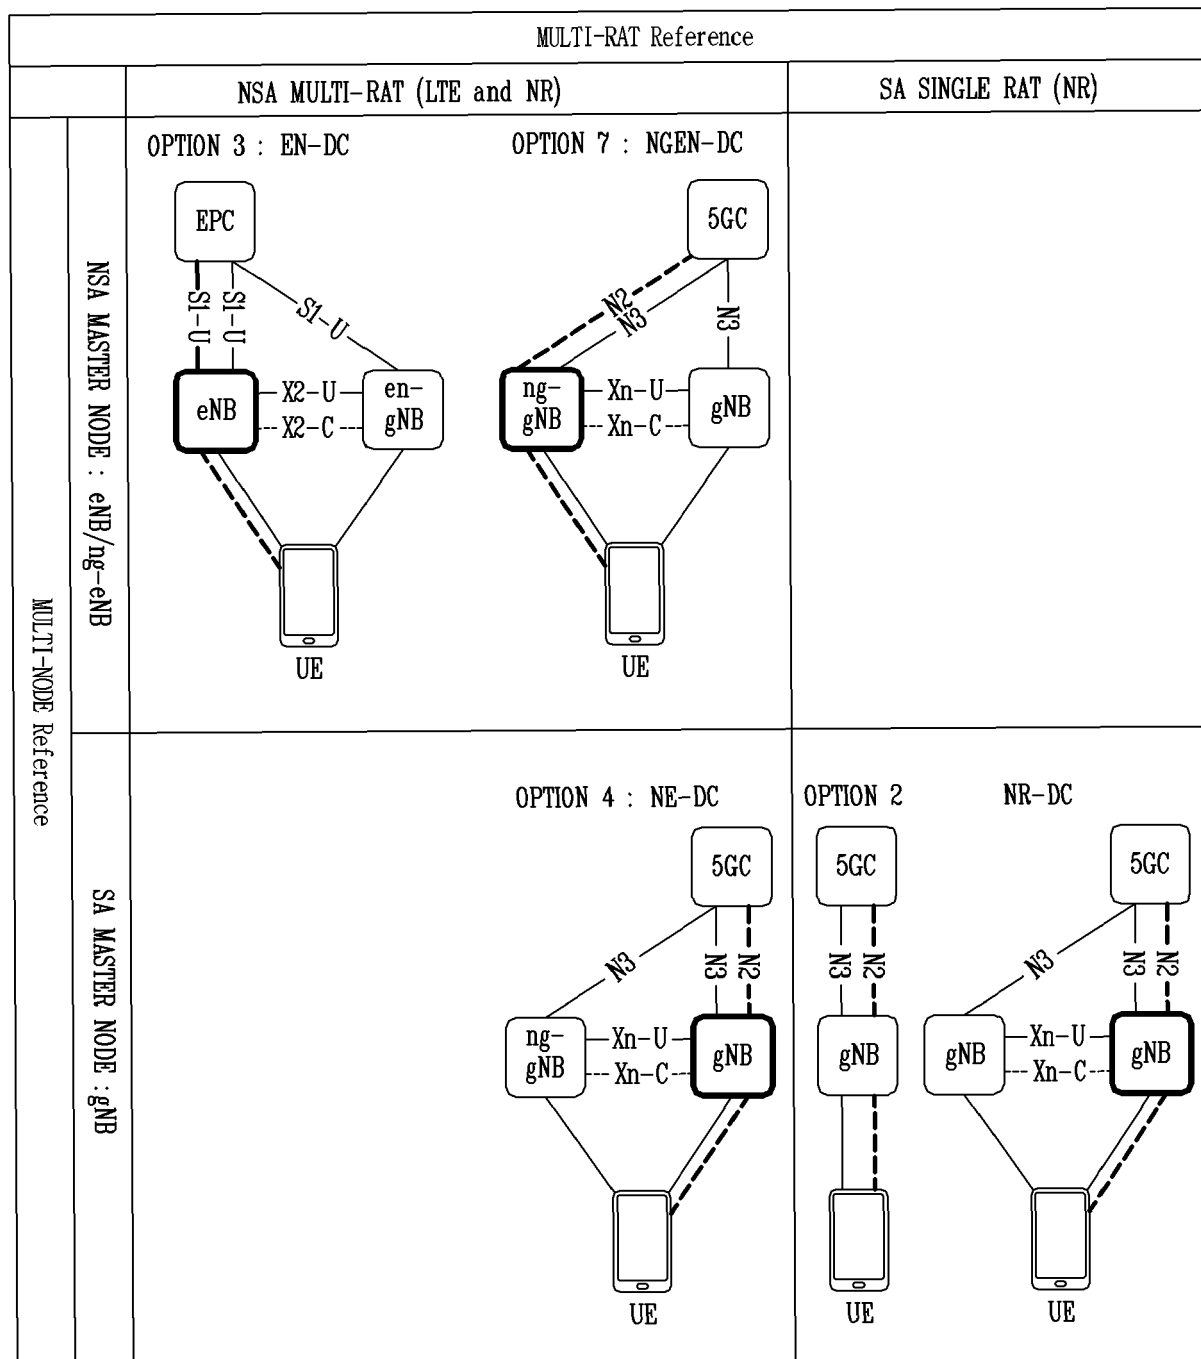 MULTI-RAT Reference
NSA MULTI-RAT (LTE and NR)
SA SINGLE RAT (NR)
MULTI-NODE Reference
NSA MASTER NODE : eNB/ng-eNB
OPTION 3 : EN-DC
EPC
S1-U
S1-U
S1-U
eNB
X2-U
X2-C
en-
gNB
UE
OPTION 7 : NGEN-DC
5GC
N2
N3
N3
ng-
gNB
Xn-U
Xn-C
gNB
UE
SA MASTER NODE :gNB
OPTION 4 : NE-DC
5GC
N3
N3
N2
ng-
gNB
Xn-U
Xn-C
gNB
UE
OPTION 2
5GC
N3
N2
gNB
UE
NR-DC
5GC
N3
N3
N2
gNB
Xn-U
Xn-C
gNB
UE